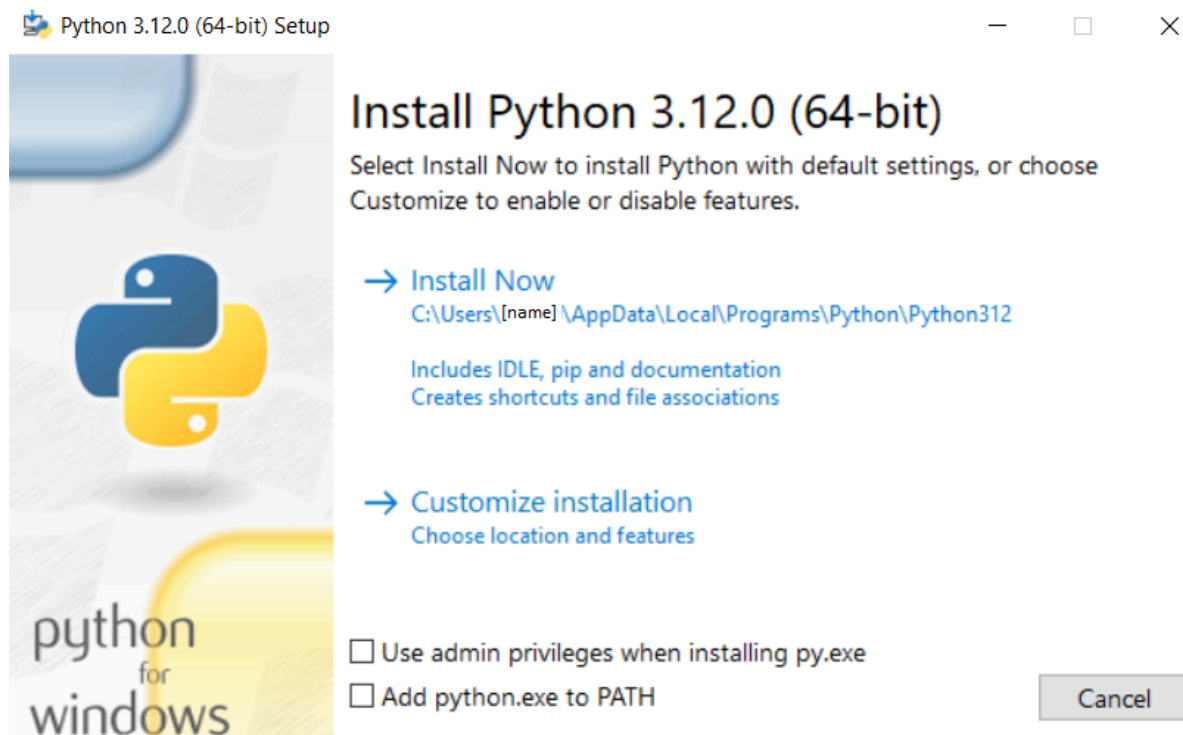 Python 3.12.0 (64-bit) Setup
Install Python 3.12.0 (64-bit)
Select Install Now to install Python with default settings, or choose
Customize to enable or disable features.
Install Now
C:\Users\[name]\AppData\Local\Programs\Python\Python312
Includes IDLE, pip and documentation
Creates shortcuts and file associations
Customize installation
Choose location and features
python
for
windows
Use admin privileges when installing py.exe
Add python.exe to PATH
Cancel